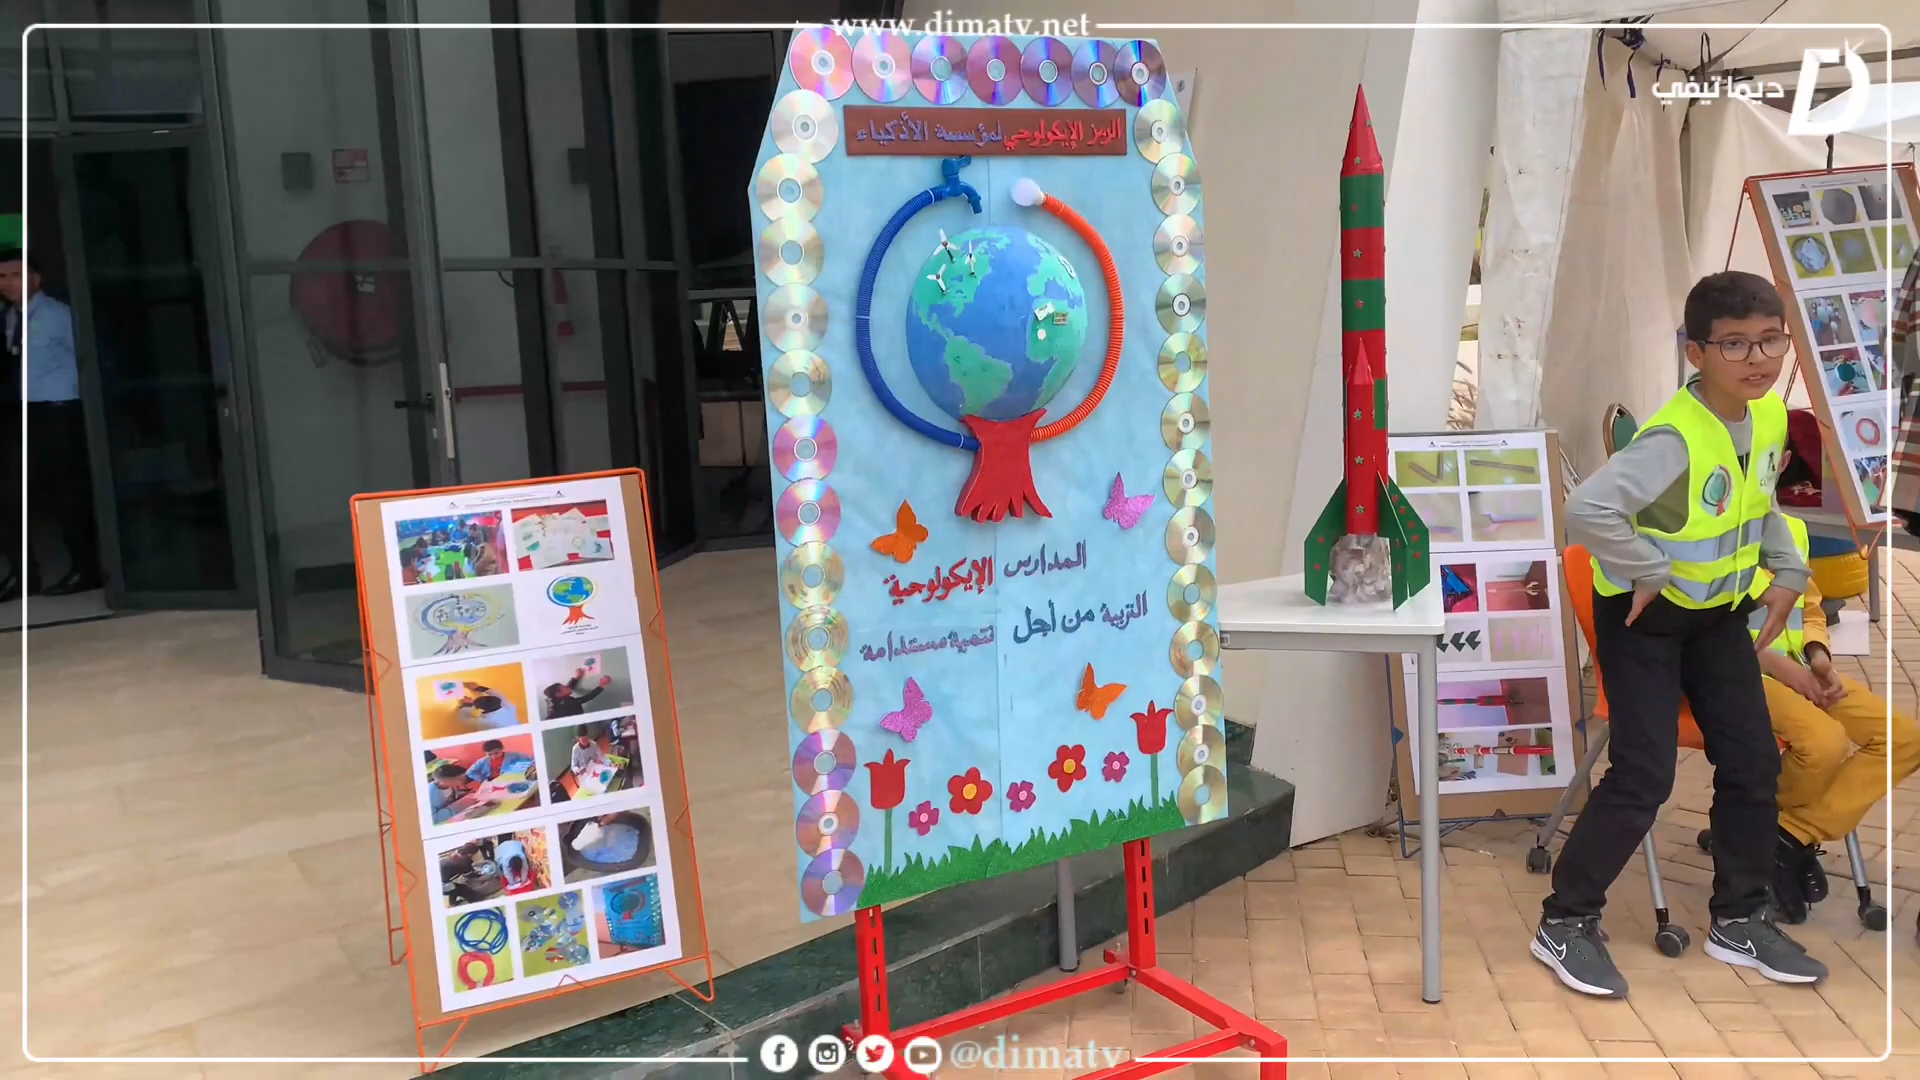 www.dimatv.net
ديما تيفي
الرمز الإيكولوجي لمؤسسة الأذكياء
المدارس الإيكولوجية:
التربية من أجل تنمية مستدامة
@dimatv